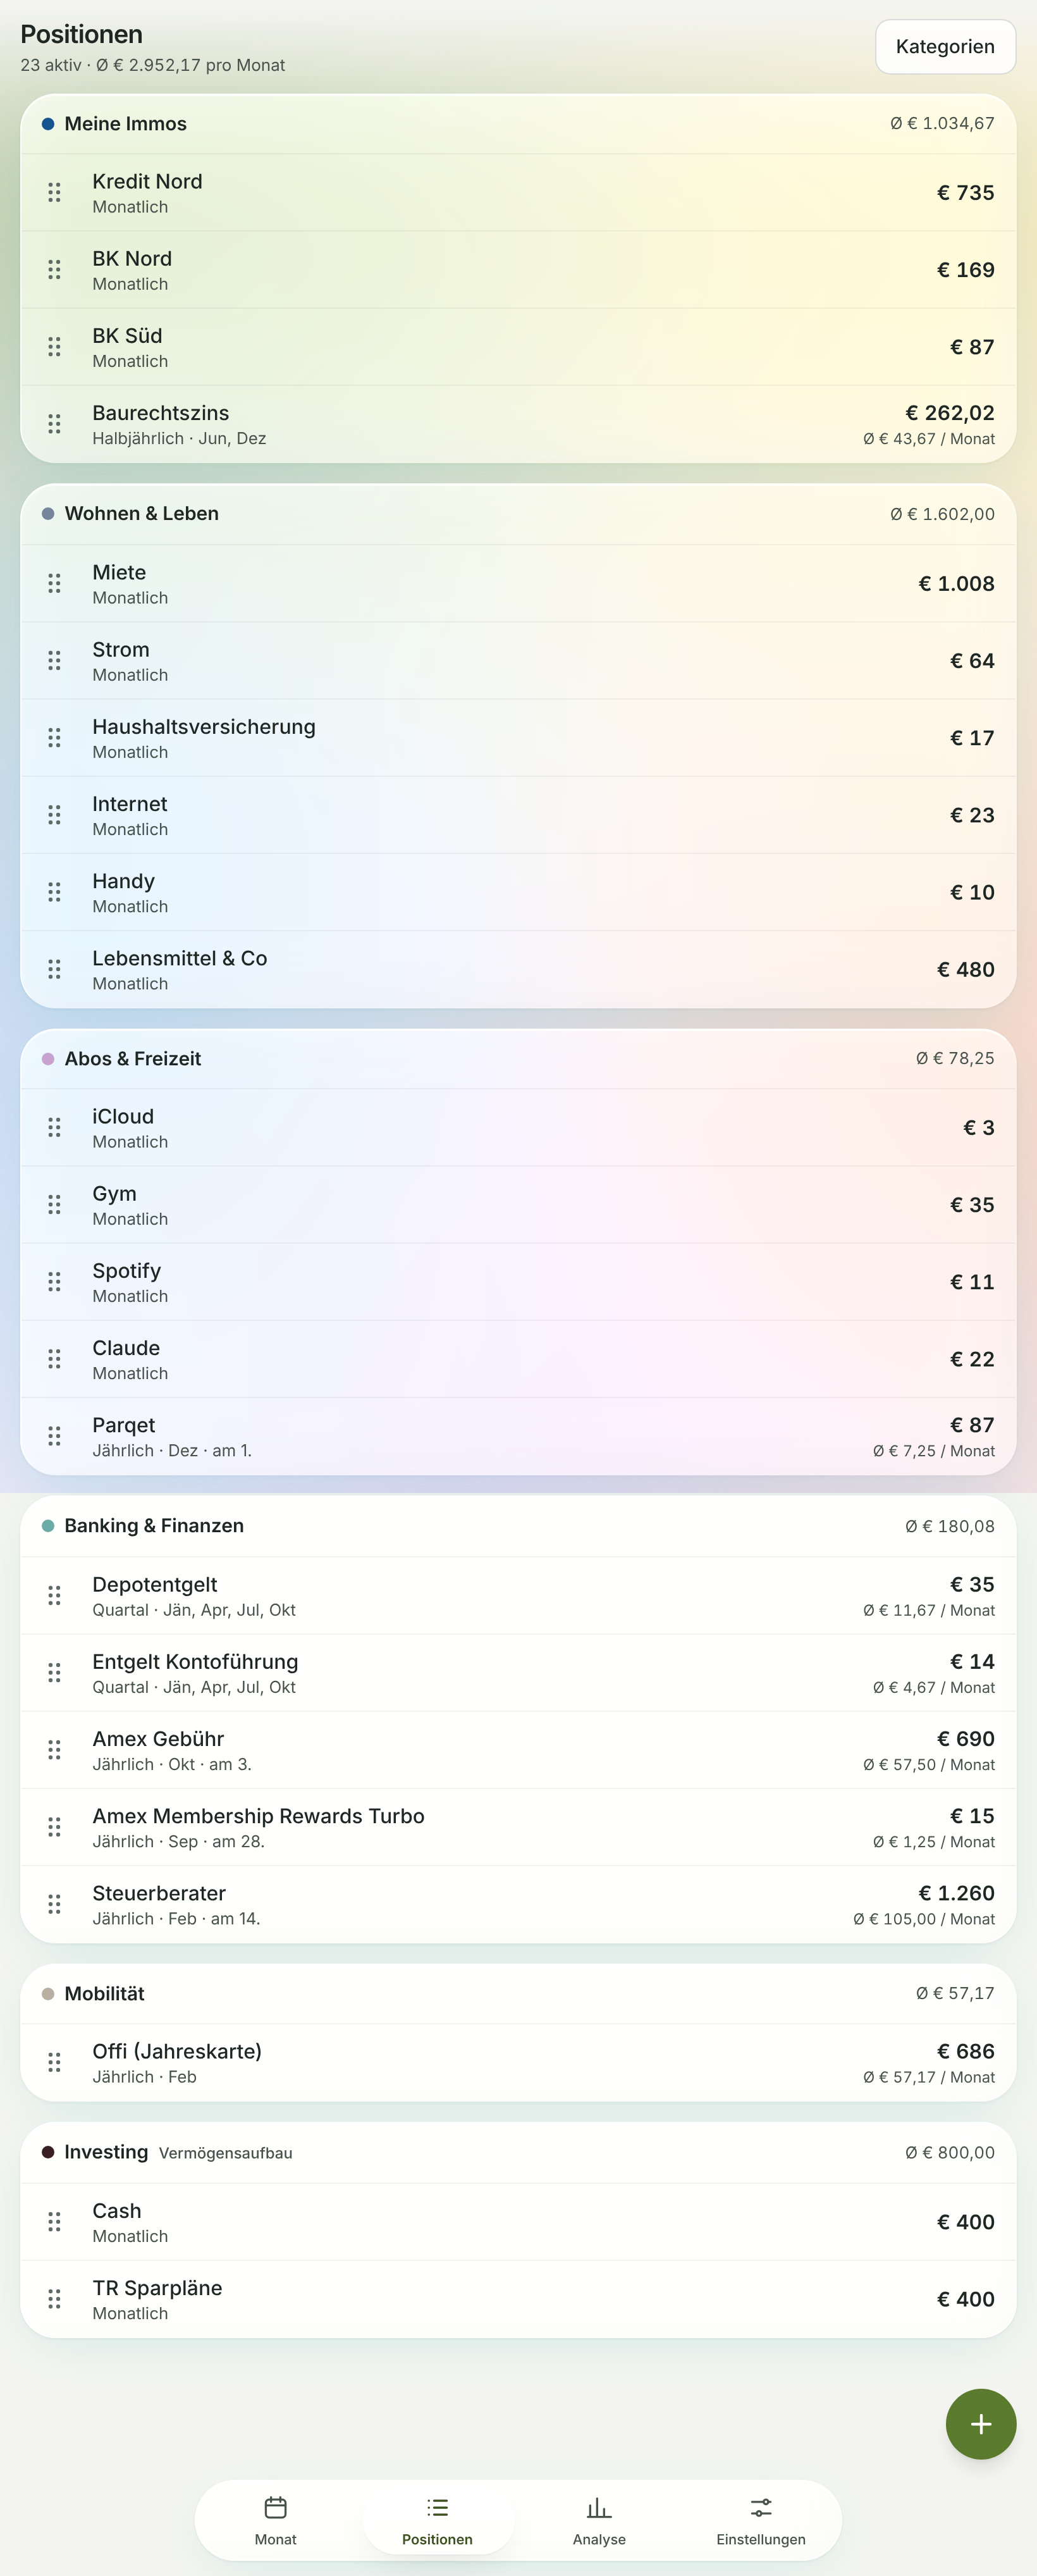 Positionen
23 aktiv · Ø € 2.952,17 pro Monat
Kategorien
Meine Immos Ø € 1.034,67
Kredit Nord
Monatlich
€ 735
BK Nord
Monatlich
€ 169
BK Süd
Monatlich
€ 87
Baurechtszins
Halbjährlich · Jun, Dez
€ 262,02
Ø € 43,67 / Monat
Wohnen & Leben Ø € 1.602,00
Miete
Monatlich
€ 1.008
Strom
Monatlich
€ 64
Haushaltsversicherung
Monatlich
€ 17
Internet
Monatlich
€ 23
Handy
Monatlich
€ 10
Lebensmittel & Co
Monatlich
€ 480
Abos & Freizeit Ø € 78,25
iCloud
Monatlich
€ 3
Gym
Monatlich
€ 35
Spotify
Monatlich
€ 11
Claude
Monatlich
€ 22
Parqet
Jährlich · Dez · am 1.
€ 87
Ø € 7,25 / Monat
Banking & Finanzen Ø € 180,08
Depotentgelt
Quartal · Jän, Apr, Jul, Okt
€ 35
Ø € 11,67 / Monat
Entgelt Kontoführung
Quartal · Jän, Apr, Jul, Okt
€ 14
Ø € 4,67 / Monat
Amex Gebühr
Jährlich · Okt · am 3.
€ 690
Ø € 57,50 / Monat
Amex Membership Rewards Turbo
Jährlich · Sep · am 28.
€ 15
Ø € 1,25 / Monat
Steuerberater
Jährlich · Feb · am 14.
€ 1.260
Ø € 105,00 / Monat
Mobilität Ø € 57,17
Offi (Jahreskarte)
Jährlich · Feb
€ 686
Ø € 57,17 / Monat
Investing Vermögensaufbau Ø € 800,00
Cash
Monatlich
€ 400
TR Sparpläne
Monatlich
€ 400
Monat
Positionen
Analyse
Einstellungen